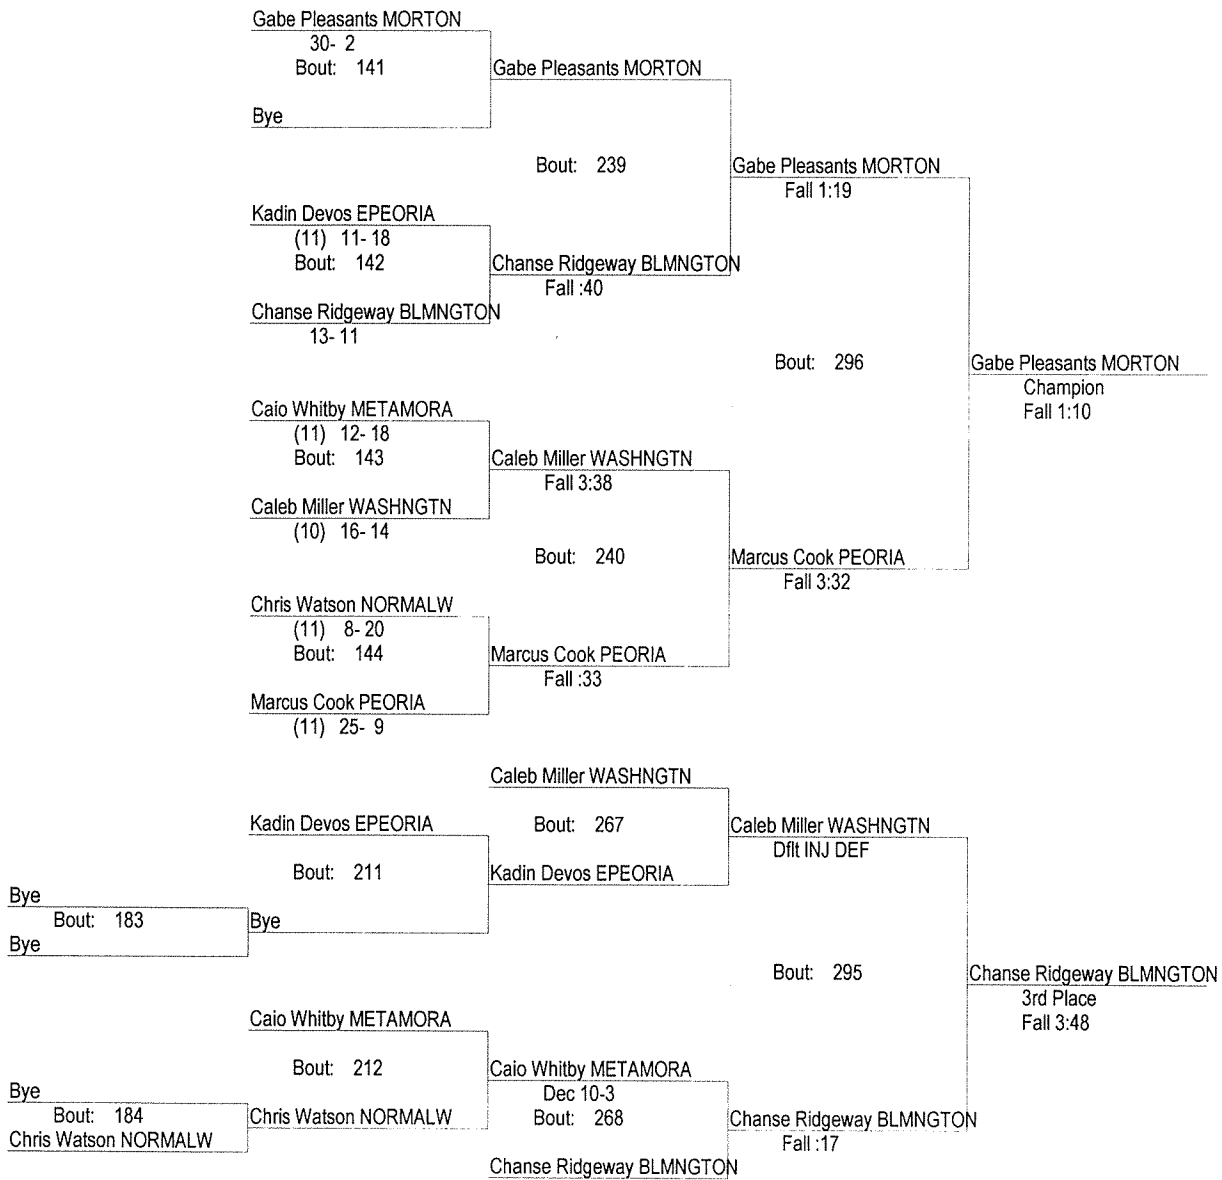 Gabe Pleasants MORTON
30- 2
Bout: 141
Gabe Pleasants MORTON
Bye
Bout: 239
Gabe Pleasants MORTON
Fall 1:19
Kadin Devos EPEORIA
(11) 11- 18
Bout: 142
Chanse Ridgeway BLMNGTON
Fall :40
Chanse Ridgeway BLMNGTON
13- 11
Bout: 296
Gabe Pleasants MORTON
Champion
Fall 1:10
Caio Whitby METAMORA
(11) 12- 18
Bout: 143
Caleb Miller WASHNGTN
Fall 3:38
Caleb Miller WASHNGTN
(10) 16- 14
Bout: 240
Marcus Cook PEORIA
Fall 3:32
Chris Watson NORMALW
(11) 8- 20
Bout: 144
Marcus Cook PEORIA
Fall :33
Marcus Cook PEORIA
(11) 25- 9
Caleb Miller WASHNGTN
Kadin Devos EPEORIA
Bout: 267
Caleb Miller WASHNGTN
Dflt INJ DEF
Bout: 211
Kadin Devos EPEORIA
Bye
Bout: 183
Bye
Bye
Bout: 295
Chanse Ridgeway BLMNGTON
3rd Place
Fall 3:48
Caio Whitby METAMORA
Bout: 212
Caio Whitby METAMORA
Dec 10-3
Bye
Bout: 184
Chris Watson NORMALW
Bout: 268
Chanse Ridgeway BLMNGTON
Fall :17
Chris Watson NORMALW
Chanse Ridgeway BLMNGTON